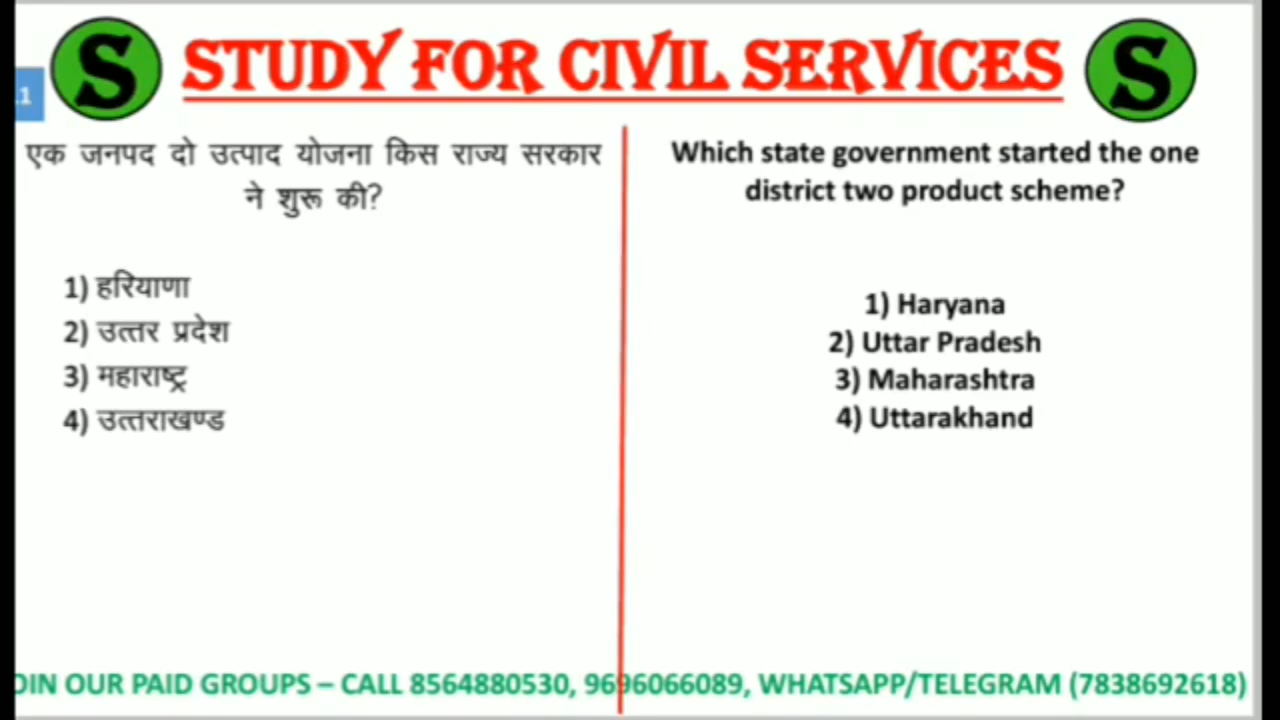 S STUDY FOR CIVIL SERVICES S
.1
एक जनपद दो उत्पाद योजना किस राज्य सरकार
ने शुरू की?
1) हरियाणा
2) उत्तर प्रदेश
3) महाराष्ट्र
4) उत्तराखण्ड
Which state government started the one
district two product scheme?
1) Haryana
2) Uttar Pradesh
3) Maharashtra
4) Uttarakhand
OIN OUR PAID GROUPS – CALL 8564880530, 9696066089, WHATSAPP/TELEGRAM (7838692618)